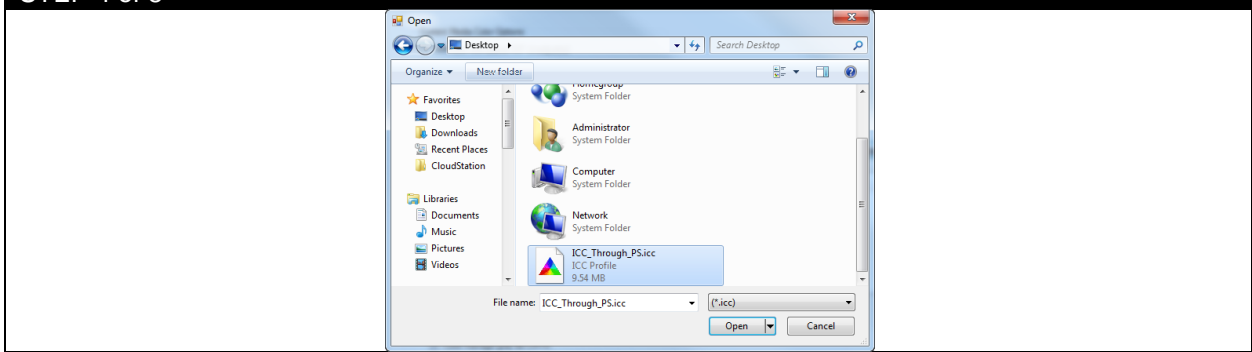 Open
Desktop
Search Desktop
Organize New folder
Favorites
Desktop
Downloads
Recent Places
CloudStation
Libraries
Documents
Music
Pictures
Videos
System Folder
Administrator
System Folder
Computer
System Folder
Network
System Folder
ICC_Through_PS.icc
ICC Profile
9.54 MB
File name: ICC_Through_PS.icc (*.icc)
Open Cancel